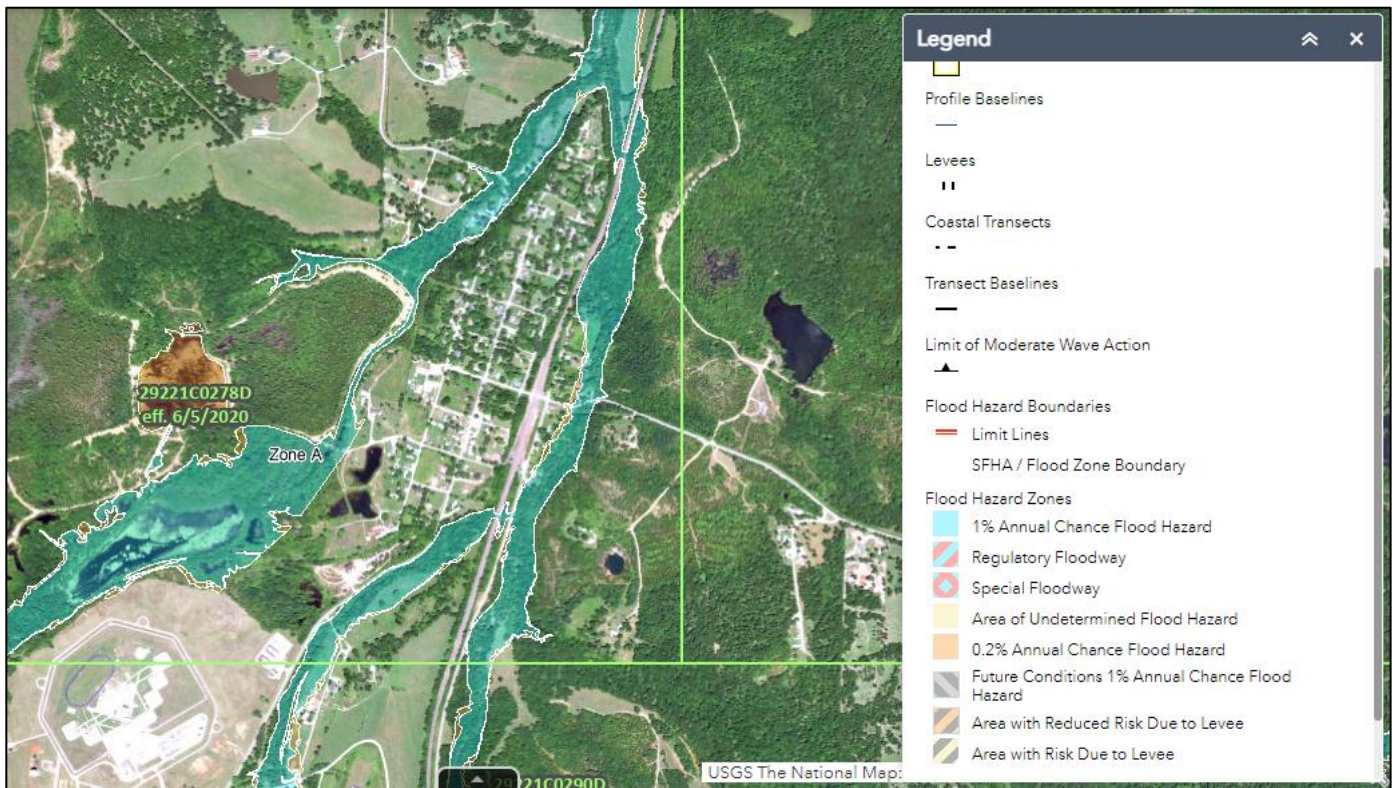 Legend
Profile Baselines
Levees
Coastal Transects
Transect Baselines
Limit of Moderate Wave Action
Flood Hazard Boundaries
Limit Lines
SFHA / Flood Zone Boundary
Flood Hazard Zones
1% Annual Chance Flood Hazard
Regulatory Floodway
Special Floodway
Area of Undetermined Flood Hazard
0.2% Annual Chance Flood Hazard
Future Conditions 1% Annual Chance Flood
Hazard
Area with Reduced Risk Due to Levee
Area with Risk Due to Levee
29221C0278D
eff. 6/5/2020
Zone A
USGS The National Map:
29221C0290D